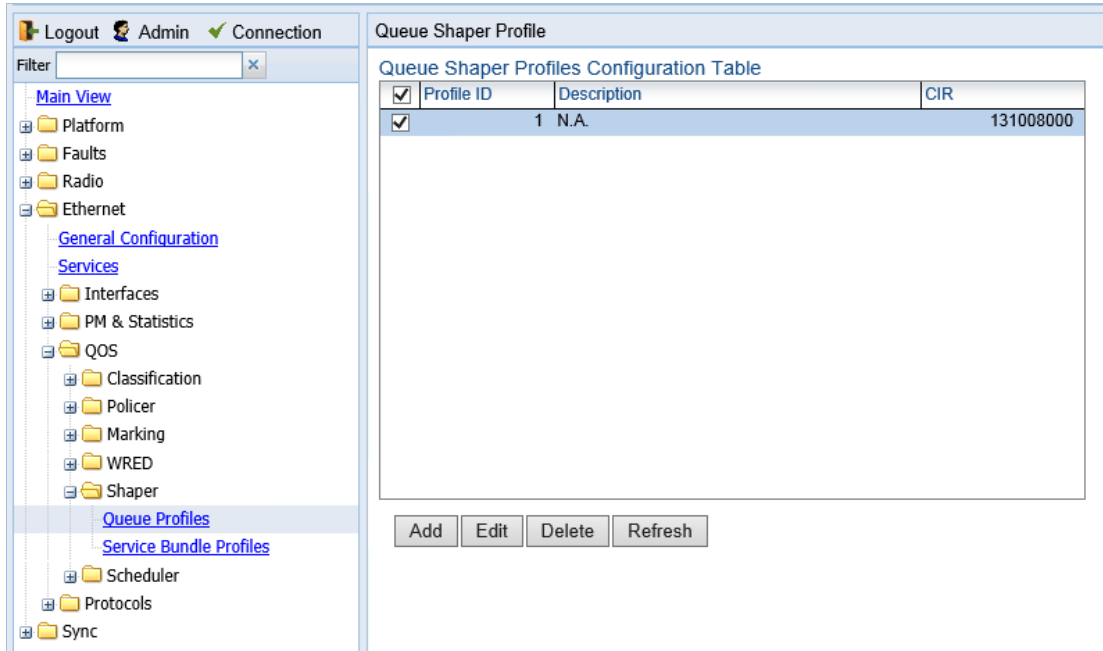 Logout Admin Connection
Filter
Main View
Platform
Faults
Radio
Ethernet
General Configuration
Services
Interfaces
PM & Statistics
QOS
Classification
Policer
Marking
WRED
Shaper
Queue Profiles
Service Bundle Profiles
Scheduler
Protocols
Sync
Queue Shaper Profile
Queue Shaper Profiles Configuration Table
Profile ID Description CIR
1 N.A. 131008000
Add Edit Delete Refresh